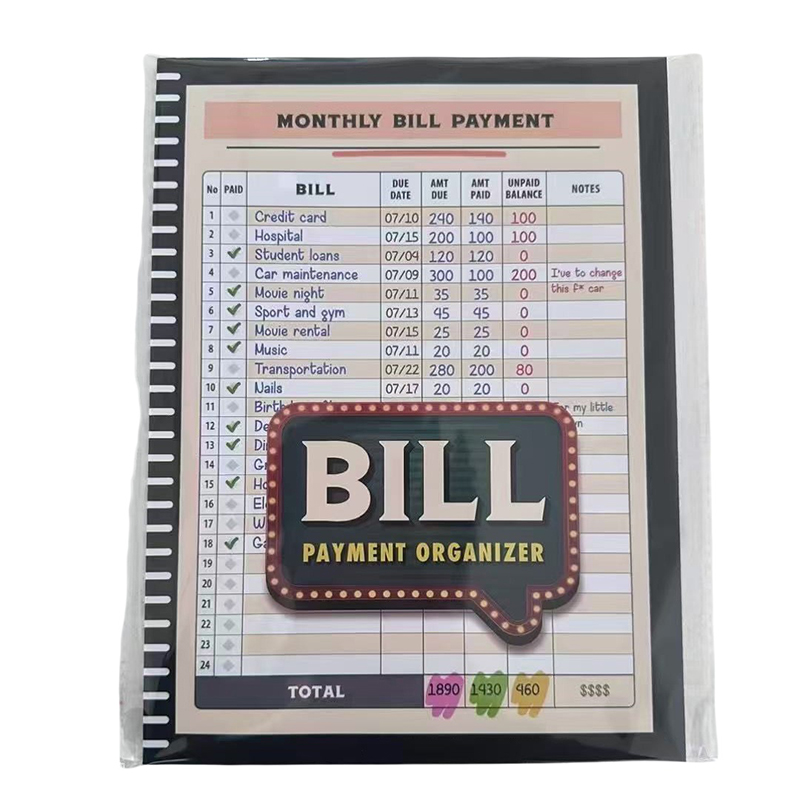 MONTHLY BILL PAYMENT
No PAID BILL DUE DATE AMT DUE AMT PAID UNPAID BALANCE NOTES
1 Credit card 07/10 240 140 100
2 Hospital 07/15 200 100 100
3 Student loans 07/04 120 120 0
4 Car maintenance 07/09 300 100 200 I've to change
5 Movie night 07/11 35 35 0 this f* car
6 Sport and gym 07/13 45 45 0
7 Movie rental 07/15 25 25 0
8 Music 07/11 20 20 0
9 Transportation 07/22 280 200 80
10 Nails 07/17 20 20 0
11 my little
12
13
14
15
16
17
18
19
20
21
22
23
24
BILL
PAYMENT ORGANIZER
TOTAL 1890 1430 460 $$$$